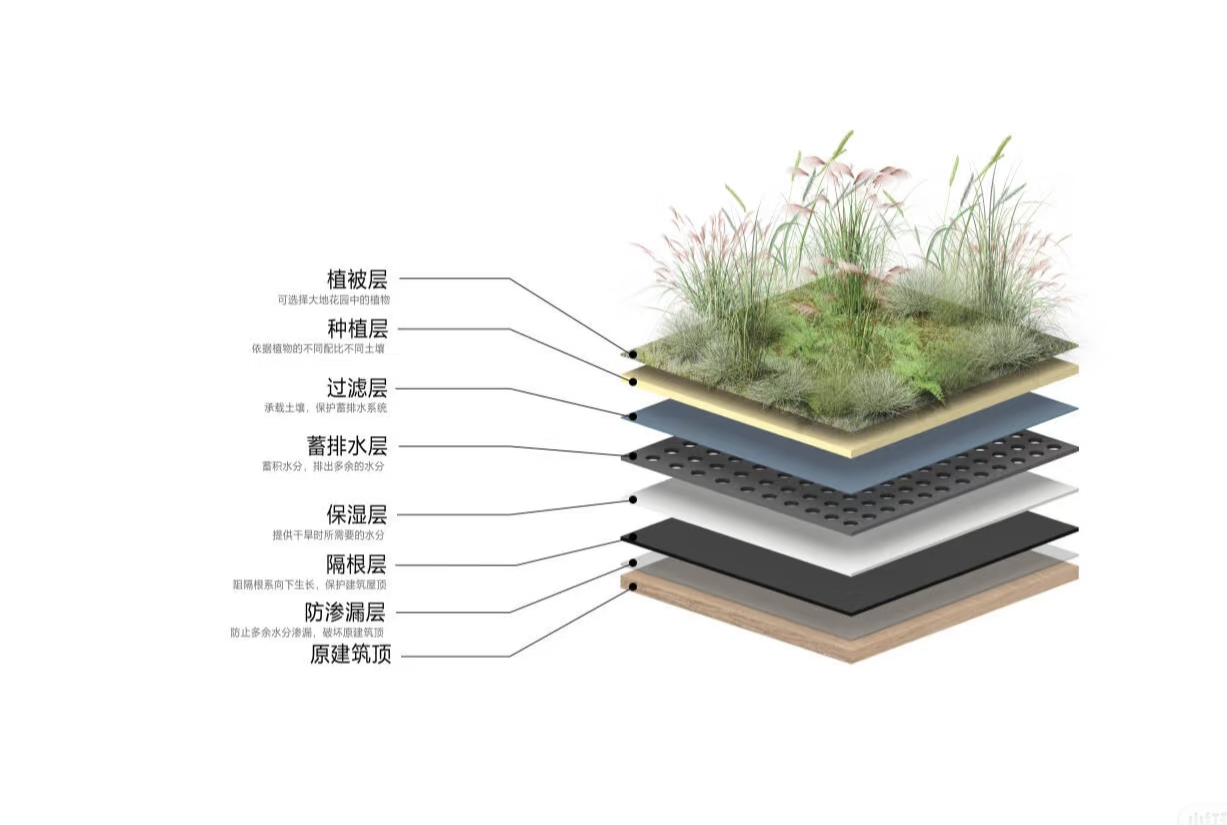 植被层
可选择大地花园中的植物
种植层
依据植物的不同配比不同土壤
过滤层
承载土壤，保护蓄排水系统
蓄排水层
蓄积水分，排出多余的水分
保湿层
提供干旱时所需要的水分
隔根层
阻隔根系向下生长，保护建筑屋顶
防渗漏层
防止多余水分渗漏，破坏原建筑顶
原建筑顶